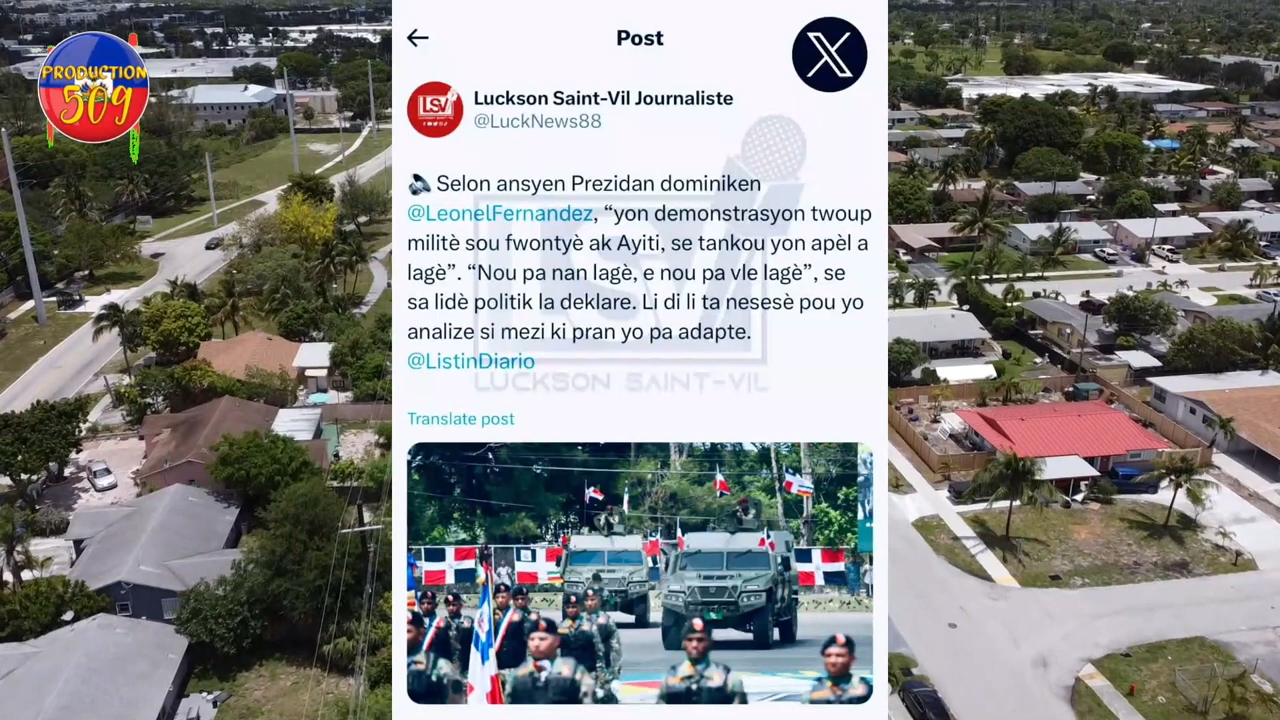 PRODUCTION
509
Post
X
LSV
Luckson Saint-Vil Journaliste
@LuckNews88
Selon ansyen Prezidan dominiken
@LeonelFernandez, “yon demonstrasyon twoup
militè sou fwontyè ak Ayiti, se tankou yon apèl a
lagè”. “Nou pa nan lagè, e nou pa vle lagè”, se
sa lidè politik la deklare. Li di li ta nesesè pou yo
analize si mezi ki pran yo pa adapte.
@ListinDiario
LSV
LUCKSON SAINT-VIL
Translate post